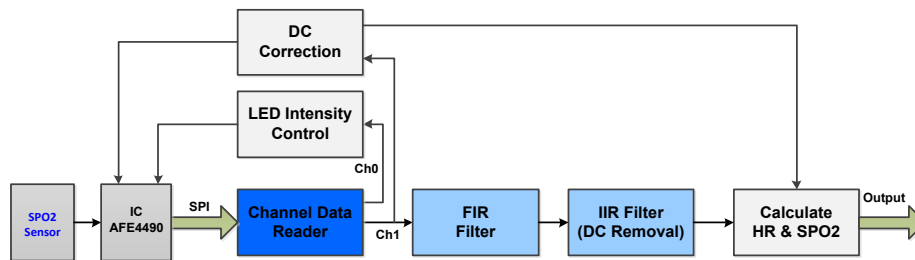 DC
Correction
LED Intensity
Control
Ch0
SPO2
Sensor
IC
AFE4490
SPI
Channel Data
Reader
Ch1
FIR
Filter
IIR Filter
(DC Removal)
Calculate
HR & SPO2
Output